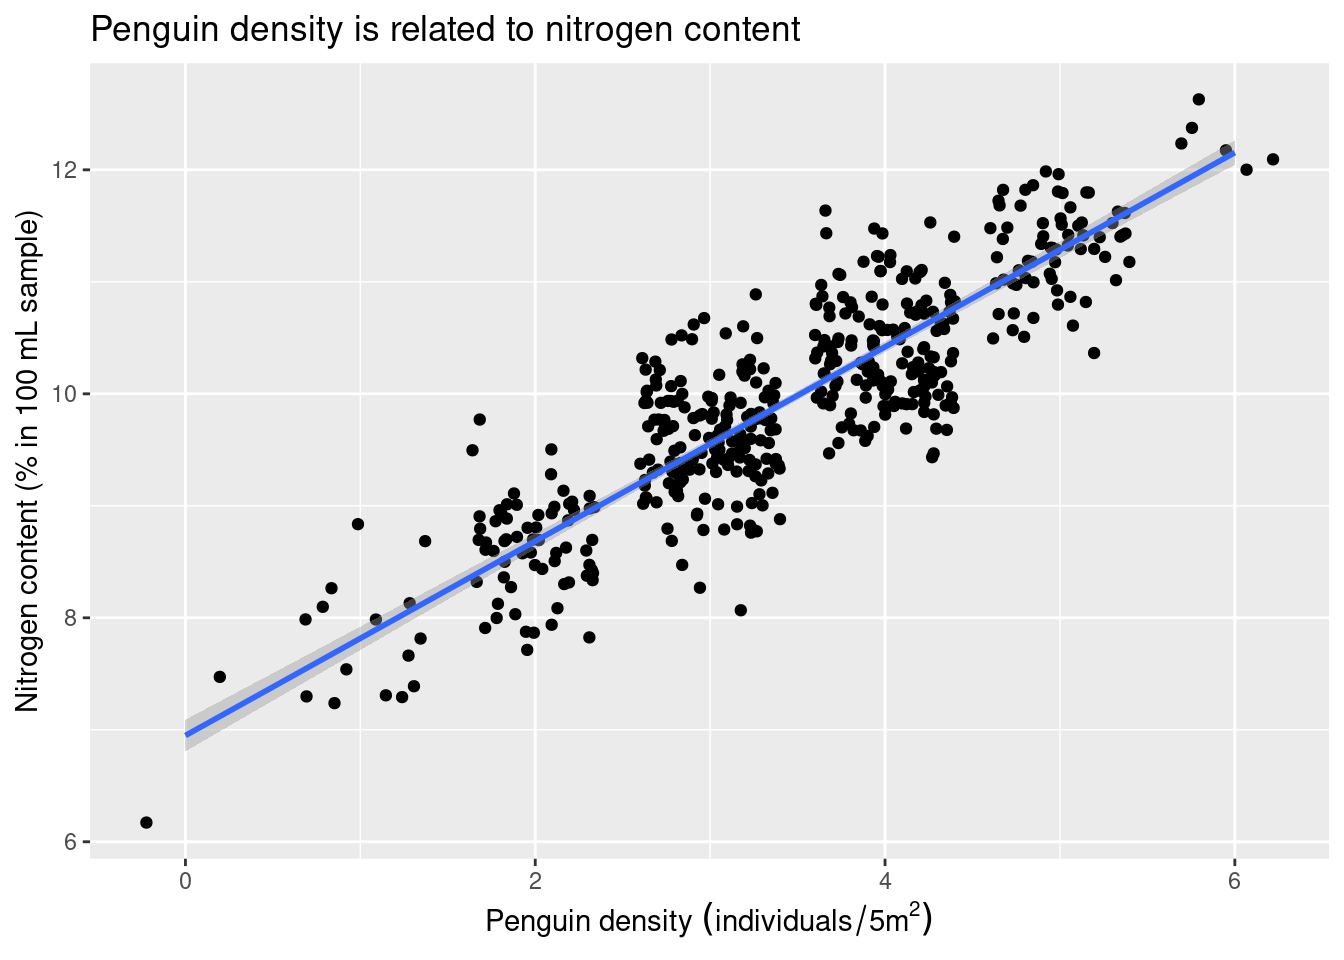 Penguin density is related to nitrogen content
Nitrogen content (% in 100 mL sample)
12
10
8
6
0 2 4 6
Penguin density (individuals/5m²)